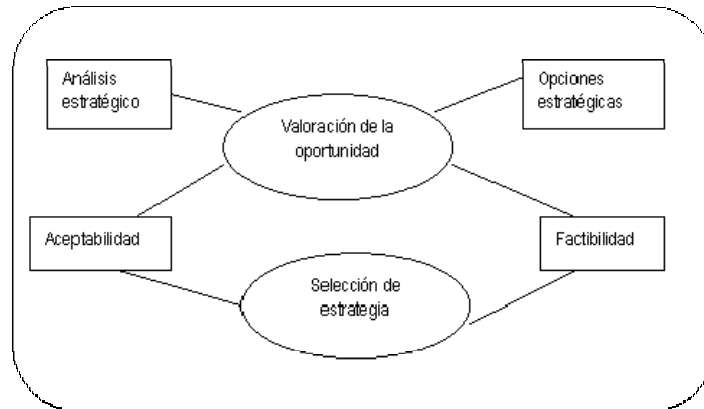 Análisis
estratégico
Opciones
estratégicas
Valoración de la
oportunidad
Aceptabilidad
Factibilidad
Selección de
estrategia